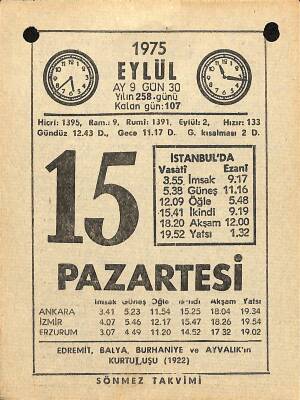 1975
EYLÜL
AY 9 GÜN 30
Yılın 258. günü
Kalan gün: 107
Hicri: 1395, Ram.: 9, Rumi: 1391, Eylül: 2, Hızır: 133
Gündüz 12.43 D., Gece 11.17 D. G. kısalması 2 D.
15
İSTANBUL'DA
Vasati Ezani
3.55 İmsak 9.17
5.38 Güneş 11.16
12.09 Öğle 5.48
15.41 İkindi 9.19
18.20 Akşam 12.00
19.52 Yatsı 1.32
PAZARTESİ
İmsak Güneş Öğle İkindi Akşam Yatsı
ANKARA 3.41 5.23 11.54 15.25 18.04 19.34
İZMİR 4.07 5.46 12.17 15.47 18.26 19.54
ERZURUM 3.07 4.49 11.20 14.52 17.32 19.02
EDREMİT, BALYA, BURHANİYE ve AYVALIK'ın
KURTULUŞU (1922)
SÖNMEZ TAKVİMİ